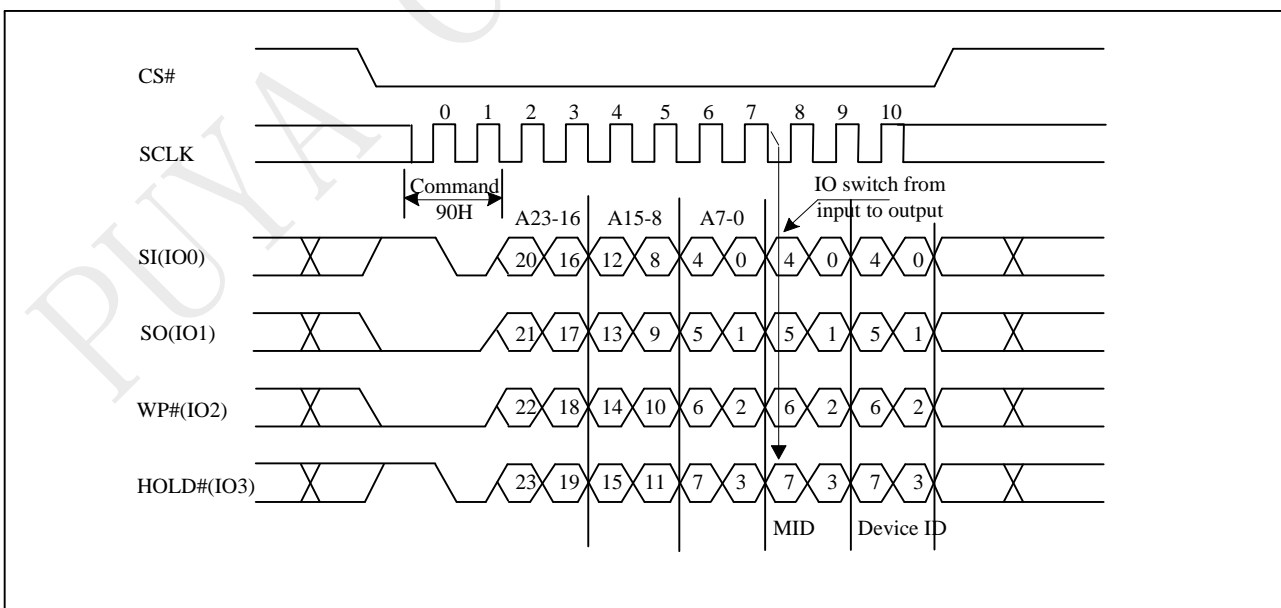 PUYA
CS#
0 1 2 3 4 5 6 7 8 9 10
SCLK
Command
90H
IO switch from
input to output
A23-16 A15-8 A7-0
SI(IO0) 20 16 12 8 4 0 4 0 4 0
SO(IO1) 21 17 13 9 5 1 5 1 5 1
WP#(IO2) 22 18 14 10 6 2 6 2 6 2
HOLD#(IO3) 23 19 15 11 7 3 7 3 7 3
MID Device ID